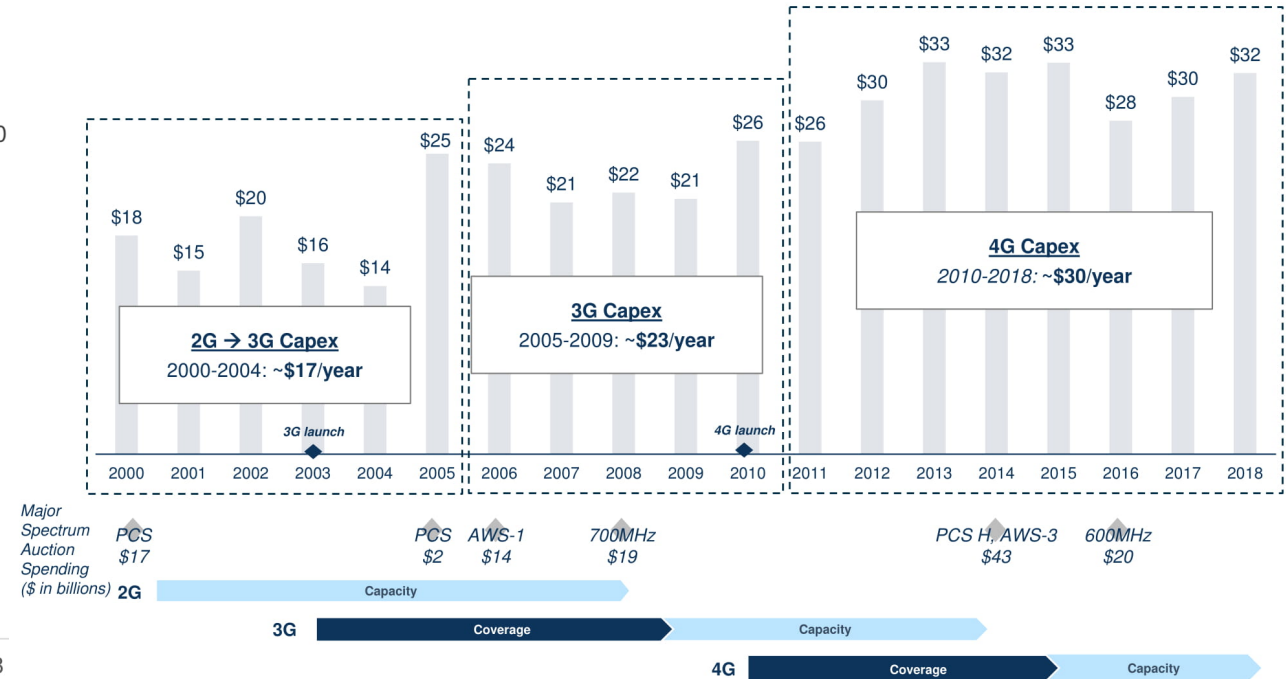 $18
$15
$20
$16
$14
$25
$24
$21
$22
$21
$26
$26
$30
$33
$32
$33
$28
$30
$32
2G → 3G Capex
2000-2004: ~$17/year
3G Capex
2005-2009: ~$23/year
4G Capex
2010-2018: ~$30/year
3G launch
4G launch
2000 2001 2002 2003 2004 2005 2006 2007 2008 2009 2010 2011 2012 2013 2014 2015 2016 2017 2018
Major
Spectrum
Auction
Spending
($ in billions)
PCS
$17
PCS
$2
AWS-1
$14
700MHz
$19
PCS H, AWS-3
$43
600MHz
$20
2G Capacity
3G Coverage Capacity
4G Coverage Capacity